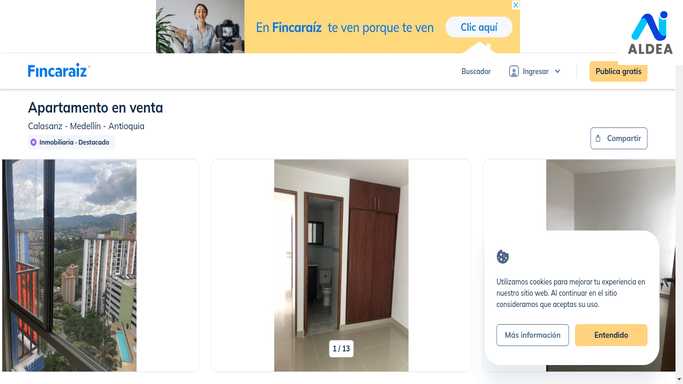 En Fincaraíz te ven porque te ven
Clic aquí
ALDEA
Fincaraiz
Buscador
Ingresar
Publica gratis
Apartamento en venta
Calasanz - Medellín - Antioquia
Inmobiliaria - Destacado
Compartir
1 / 13
Utilizamos cookies para mejorar tu experiencia en
nuestro sitio web. Al continuar en el sitio
consideramos que aceptas su uso.
Más información
Entendido